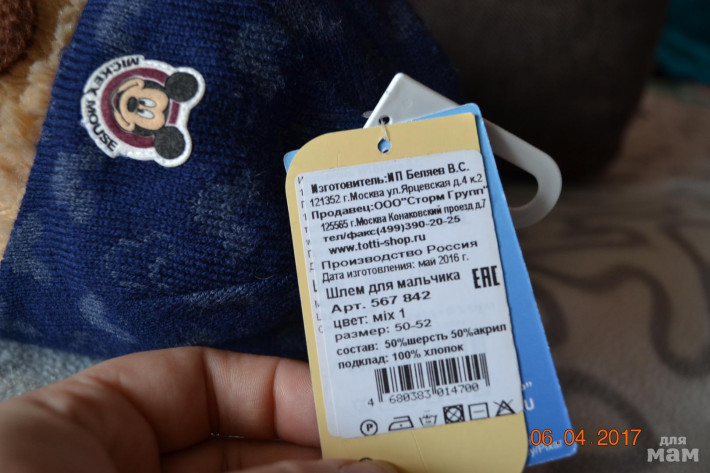 MICKEY MOUSE
Изготовитель:ИП Беляев В.С.
121352 г.Москва ул.Ярцевская д.4 к.2
Продавец:ООО"Сторм Групп"
125565 г.Москва Конаковский проезд д.7
тел/факс(499)390-20-25
www.totti-shop.ru
Производство Россия
Дата изготовления: май 2016 г.
Шлем для мальчика
EAC
Арт. 567 842
цвет: мix 1
размер: 50-52
состав: 50%шерсть 50%акрил
подклад: 100% хлопок
4 680383 014700
P
06.04.2017
для
мам